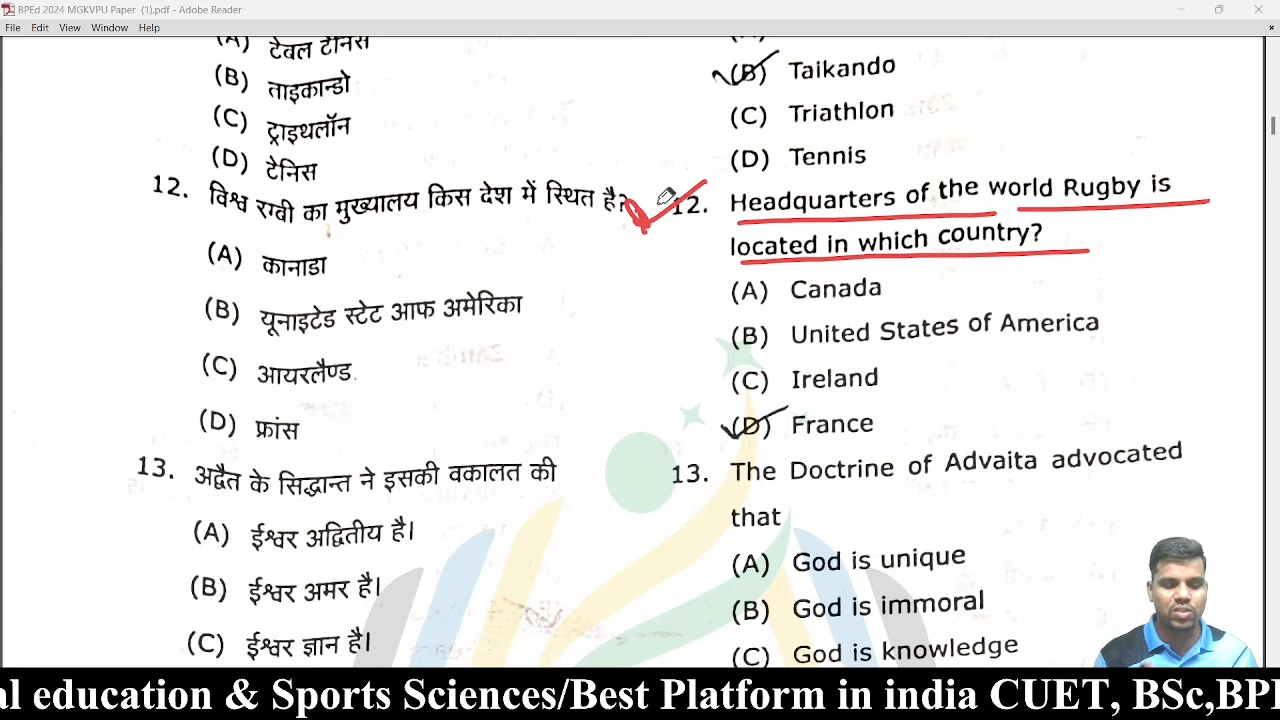 BPEd 2024 MGKVPU Paper (1).pdf - Adobe Reader
File Edit View Window Help
(A) टेबल टेनिस
(B) ताइकान्डो
(C) ट्राइथलॉन
(D) टेनिस
12. विश्व रग्बी का मुख्यालय किस देश में स्थित है?
(A) कानाडा
(B) यूनाइटेड स्टेट आफ अमेरिका
(C) आयरलैण्ड
(D) फ्रांस
13. अद्वैत के सिद्धान्त ने इसकी वकालत की
(A) ईश्वर अद्वितीय है।
(B) ईश्वर अमर है।
(C) ईश्वर ज्ञान है।
(B) Taikando
(C) Triathlon
(D) Tennis
12. Headquarters of the world Rugby is
located in which country?
(A) Canada
(B) United States of America
(C) Ireland
(D) France
13. The Doctrine of Advaita advocated
that
(A) God is unique
(B) God is immoral
(C) God is knowledge
al education & Sports Sciences/Best Platform in india CUET, BSc,BPE